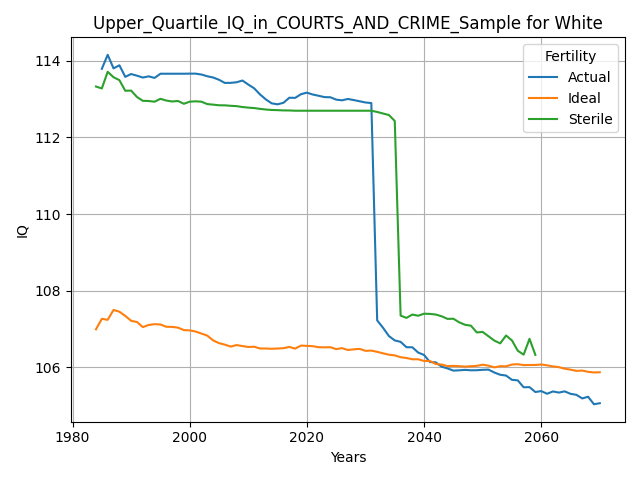 Upper_Quartile_IQ_in_COURTS_AND_CRIME_Sample for White
114
112
110
108
106
IQ
1980
2000
2020
2040
2060
Years
Fertility
Actual
Ideal
Sterile